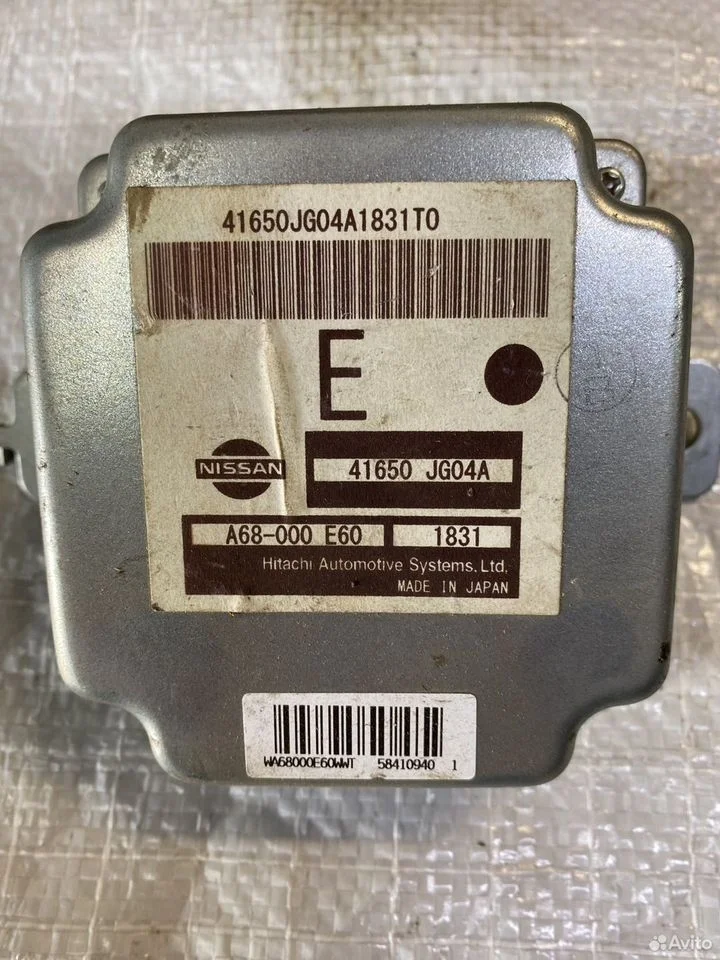 41650JG04A1831T0
E
NISSAN
41650 JG04A
A68-000 E60
1831
Hitachi Automotive Systems, Ltd.
MADE IN JAPAN
WA68000E60WWT 58410940 1
Avito